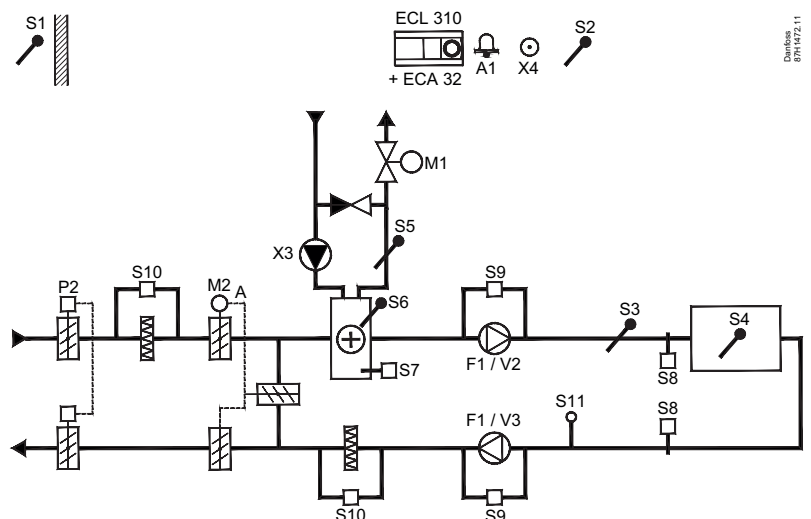 S1
ECL 310
+ ECA 32
A1
X4
S2
Danfoss
87H1472.11
M1
X3
S5
P2
S10
M2
A
S6
S9
S3
S4
S7
F1 / V2
S8
F1 / V3
S11
S8
S10
S9